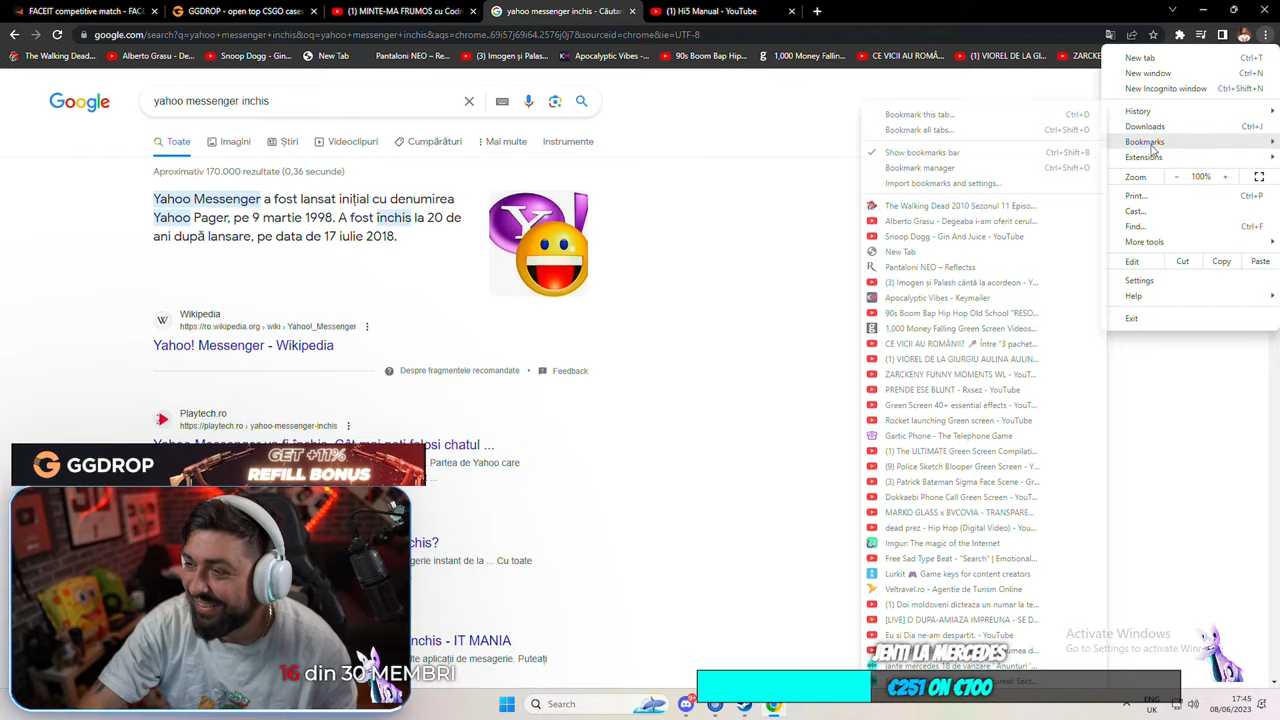 FACEIT competitive match - FACE
GGDROP - open top CSGO cases
(1) MINTE-MA FRUMOS cu Codr
yahoo messenger inchis - Căutar
(1) Hi5 Manual - YouTube
google.com/search?q=yahoo+messenger+inchis&oq=yahoo+messenger+inchis&aqs=chrome..69i57j69i64.2576j0j7&sourceid=chrome&ie=UTF-8
The Walking Dead...
Alberto Grasu - De...
Snoop Dogg - Gin...
New Tab
Pantaloni NEO – Re...
(3) Imogen și Palas...
Apocalyptic Vibes -...
90s Boom Bap Hip...
1,000 Money Falling...
CE VICII AU ROMÂ...
(1) VIOREL DE LA GI...
ZARCK
Google
yahoo messenger inchis
Toate
Imagini
Știri
Videoclipuri
Cumpărături
Mai multe
Instrumente
Aproximativ 170.000 rezultate (0,36 secunde)
Yahoo Messenger a fost lansat inițial cu denumirea
Yahoo Pager, pe 9 martie 1998. A fost închis la 20 de
ani după lansare, pe data de 17 iulie 2018.
Wikipedia
https://ro.wikipedia.org › wiki › Yahoo!_Messenger
Yahoo! Messenger - Wikipedia
Despre fragmentele recomandate
•
Feedback
Playtech.ro
https://playtech.ro › yahoo-messenger-inchis
Partea de Yahoo care
chis?
gerie instant de la ... Cu toate
nchis - IT MANIA
te aplicații de mesagerie. Puteați
GGDROP
GET +11%
REFILL BONUS
16 din 30 MEMBRI
New tab Ctrl+T
New window Ctrl+N
New Incognito window Ctrl+Shift+N
History
Downloads Ctrl+J
Bookmarks
Extensions
Zoom − 100% +
Print... Ctrl+P
Cast...
Find... Ctrl+F
More tools
Edit Cut Copy Paste
Settings
Help
Exit
Bookmark this tab... Ctrl+D
Bookmark all tabs... Ctrl+Shift+D
Show bookmarks bar Ctrl+Shift+B
Bookmark manager Ctrl+Shift+O
Import bookmarks and settings...
The Walking Dead 2010 Sezonul 11 Episo...
Alberto Grasu - Degeaba i-am oferit cerul...
Snoop Dogg - Gin And Juice - YouTube
New Tab
Pantaloni NEO – Reflectss
(3) Imogen și Palash cântă la acordeon - Y...
Apocalyptic Vibes - Keymailer
90s Boom Bap Hip Hop Old School "RESO...
1,000 Money Falling Green Screen Videos...
CE VICII AU ROMÂNII? 🎤 Între "3 pachet...
(1) VIOREL DE LA GIURGIU AULINA AULIN...
ZARCKENY FUNNY MOMENTS WL - YouT...
PRENDE ESE BLUNT - Rxsez - YouTube
Green Screen 40+ essential effects - YouT...
Rocket launching Green screen - YouTube
Gartic Phone - The Telephone Game
(1) The ULTIMATE Green Screen Compilati...
(9) Police Sketch Blooper Green Screen - Y...
(3) Patrick Bateman Sigma Face Scene - Gr...
Dokkaebi Phone Call Green Screen - YouT...
MARKO GLASS x BVCOVIA - TRANSPARE...
dead prez - Hip Hop (Digital Video) - You...
Imgur: The magic of the Internet
Free Sad Type Beat - "Search" | Emotional...
Lurkit 🎮 Game keys for content creators
Veltravel.ro - Agentie de Turism Online
(1) Doi moldoveni dicteaza un numar la te...
[LIVE] O DUPA-AMIAZA IMPREUNA - SE D...
Eu si Dia ne-am despartit. - YouTube
jante mercedes 18 de vanzare
JENTI LA MERCEDES
€251 ON €700
Activate Windows
Go to Settings to activate Win
Search
ENG
UK
17:45
08/06/2023